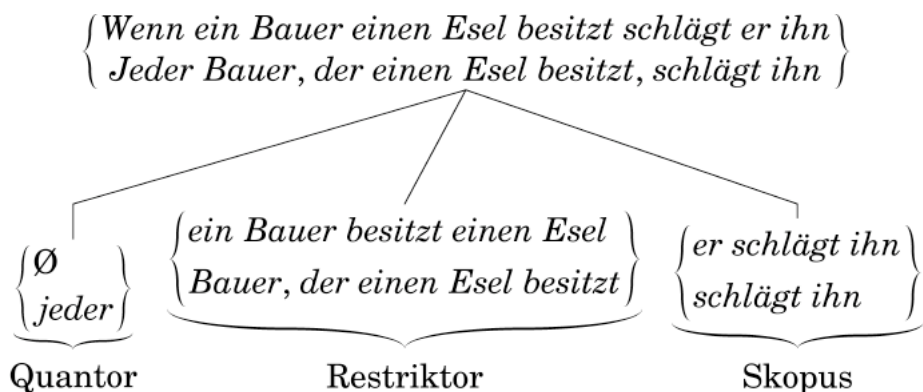 Wenn ein Bauer einen Esel besitzt schlägt er ihn
Jeder Bauer, der einen Esel besitzt, schlägt ihn
Ø
jeder
ein Bauer besitzt einen Esel
Bauer, der einen Esel besitzt
er schlägt ihn
schlägt ihn
Quantor
Restriktor
Skopus